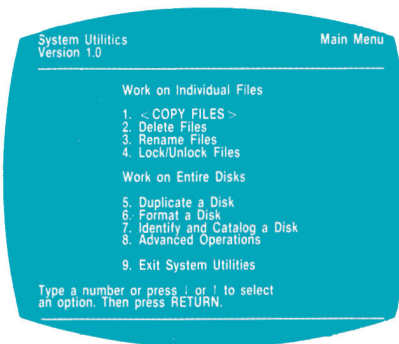 System Utilities
Version 1.0
Main Menu
Work on Individual Files
1. <COPY FILES>
2. Delete Files
3. Rename Files
4. Lock/Unlock Files
Work on Entire Disks
5. Duplicate a Disk
6. Format a Disk
7. Identify and Catalog a Disk
8. Advanced Operations
9. Exit System Utilities
Type a number or press ↓ or ↑ to select
an option. Then press RETURN.